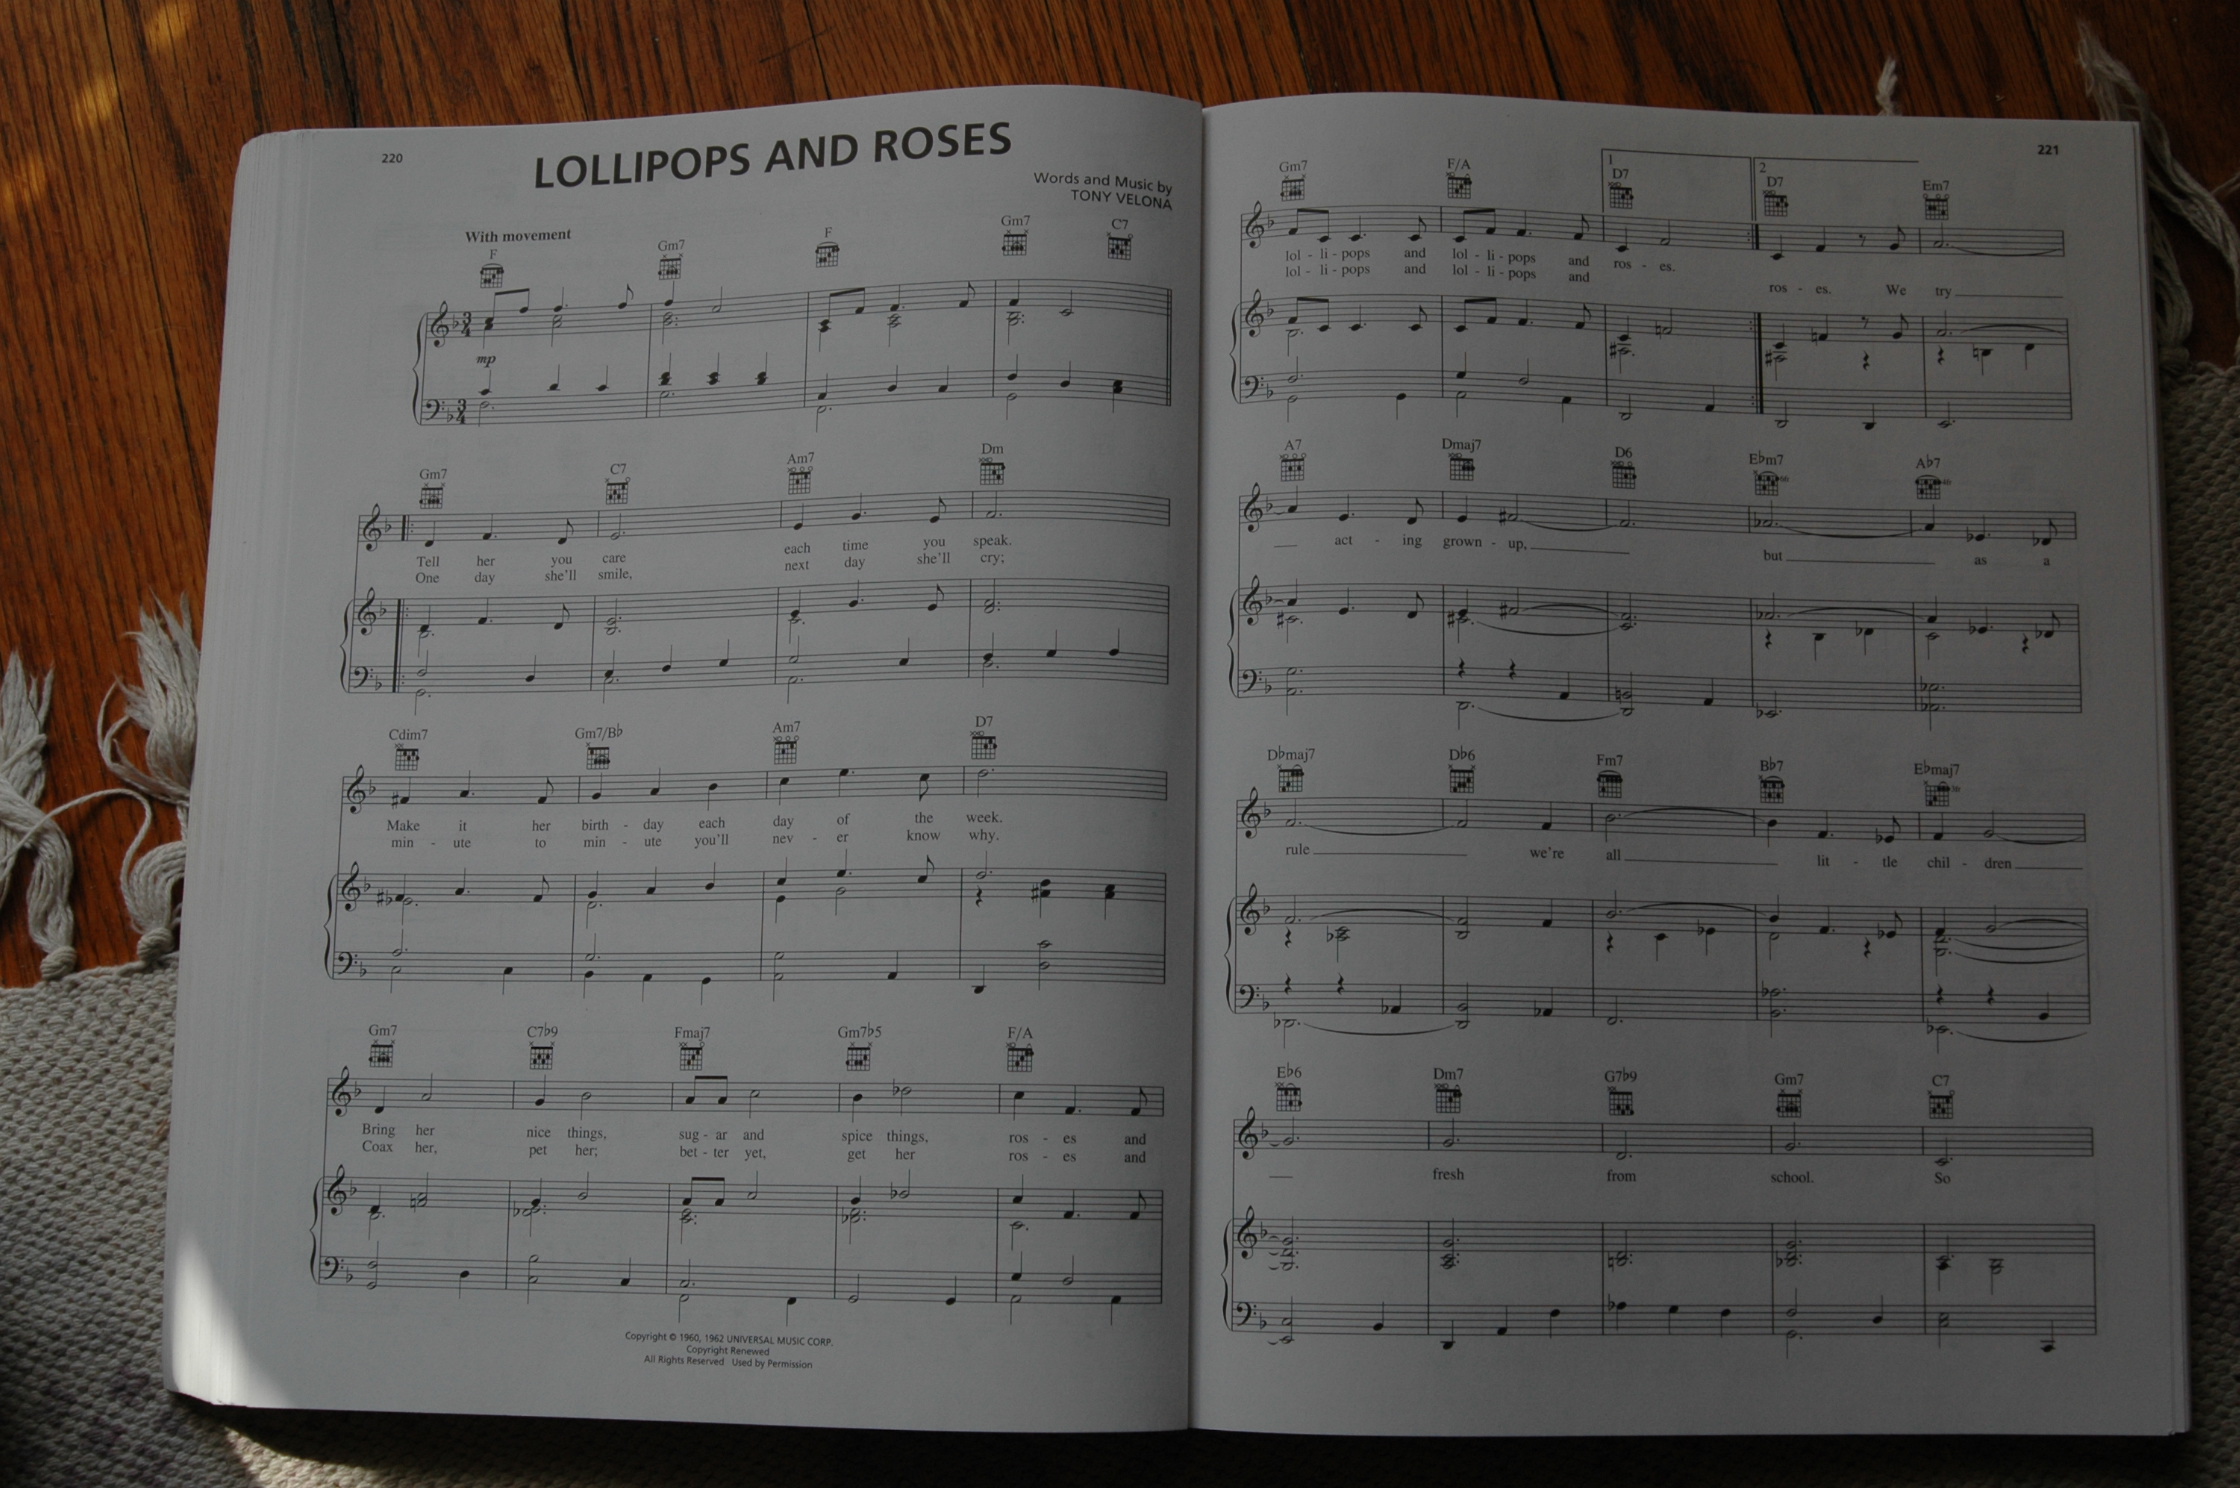 220
LOLLIPOPS AND ROSES
Words and Music by
TONY VELONA
With movement
F Gm7 F Gm7 C7
mp
Gm7 C7 Am7 Dm
Tell her you care each time you speak.
One day she'll smile, next day she'll cry;
Cdim7 Gm7/B♭ Am7 D7
Make it her birth - day each day of the week.
min - ute to min - ute you'll nev - er know why.
Gm7 C7♭9 Fmaj7 Gm7♭5 F/A
Bring her nice things, sug - ar and spice things, ros - es and
Coax her, pet her; bet - ter yet, get her ros - es and
Copyright © 1960, 1962 UNIVERSAL MUSIC CORP.
Copyright Renewed
All Rights Reserved Used by Permission
221
1 2
Gm7 F/A D7 D7 Em7
lol - li - pops and lol - li - pops and ros - es.
lol - li - pops and lol - li - pops and ros - es. We try
A7 Dmaj7 D6 E♭m7 A♭7
act - ing grown - up, but as a
D♭maj7 D♭6 Fm7 B♭7 E♭maj7
rule we're all lit - tle chil - dren
E♭6 Dm7 G7♭9 Gm7 C7
fresh from school. So